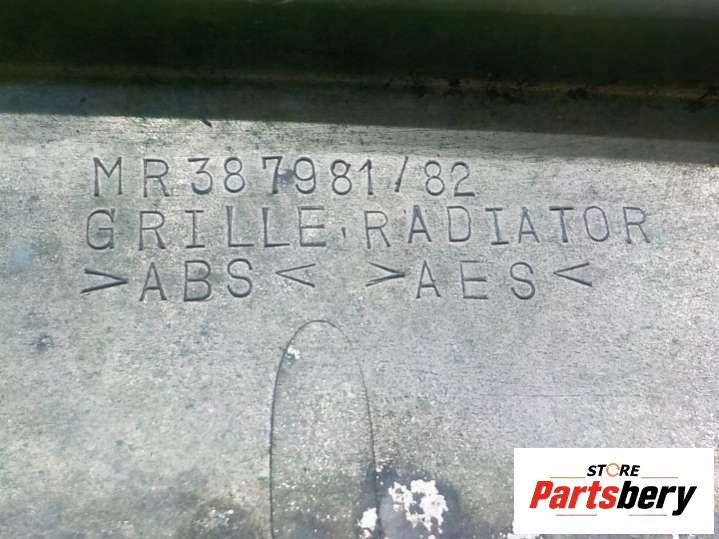 MR387981/82
GRILLE, RADIATOR
>ABS< >AES<
STORE
Partsbery